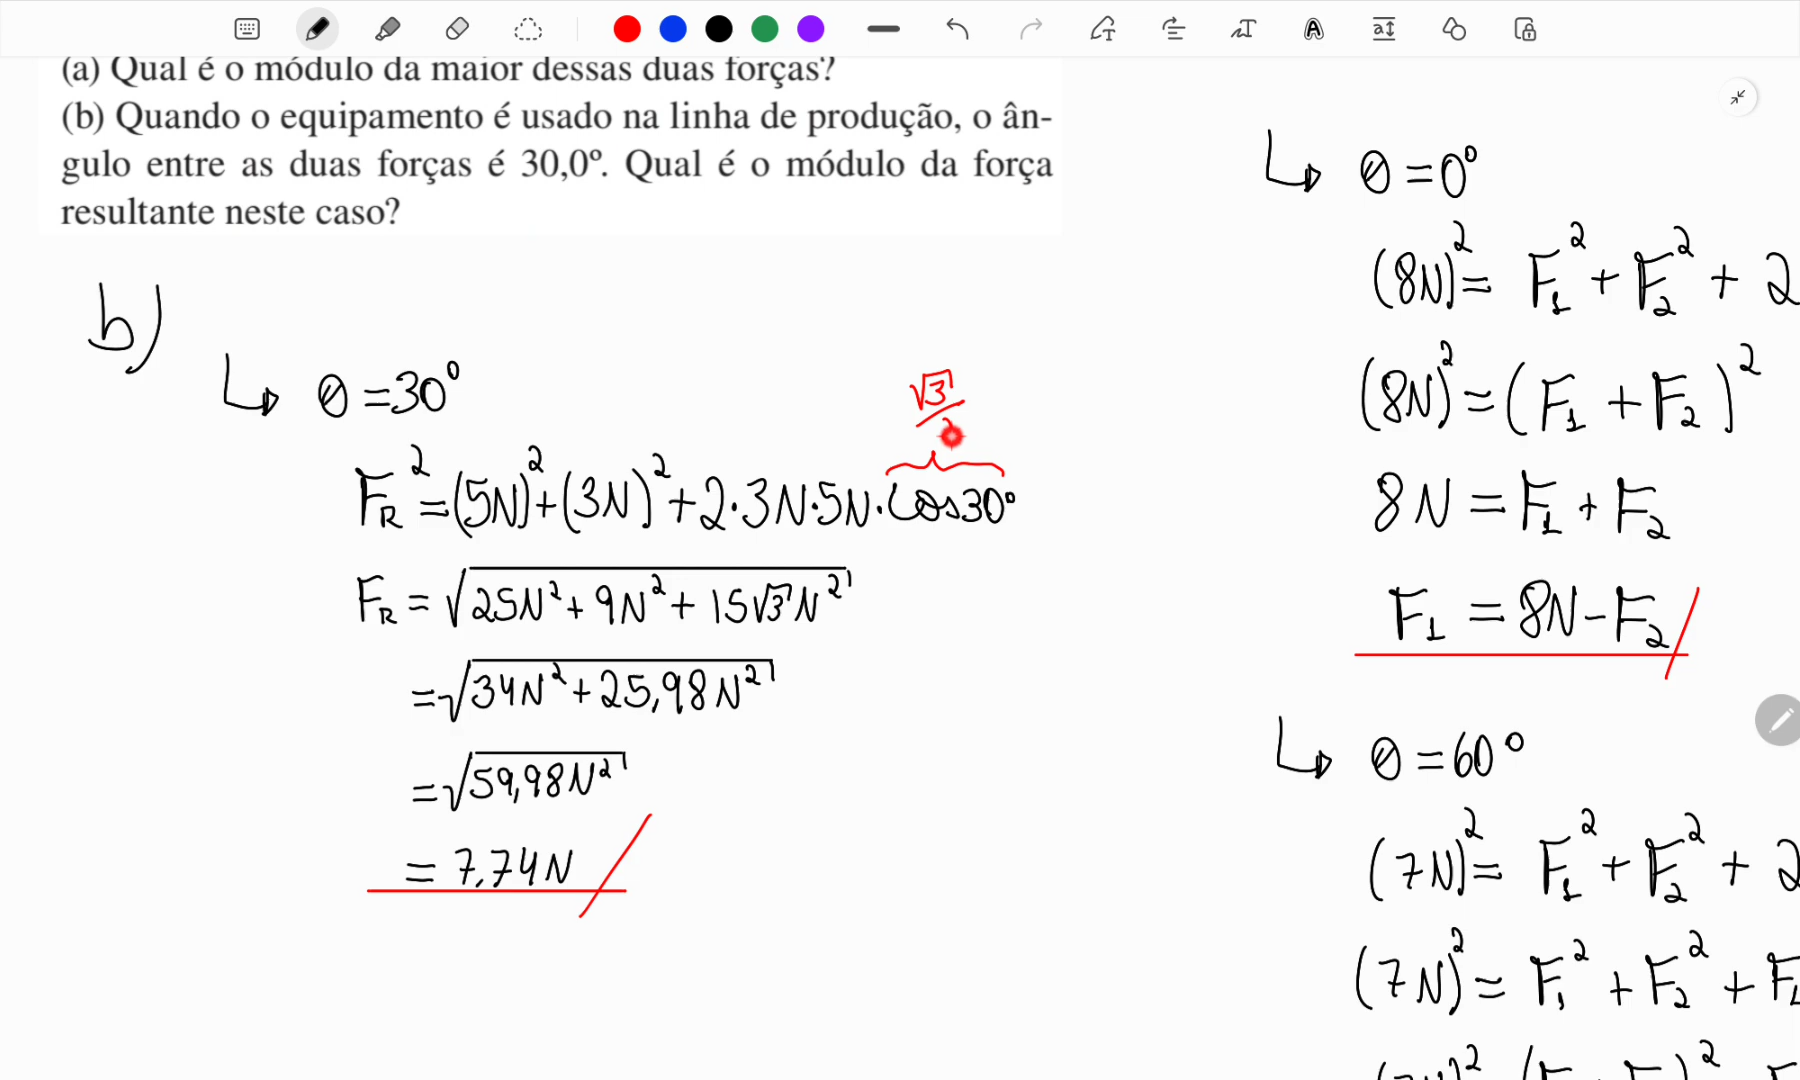 (a) Qual é o módulo da maior dessas duas forças?
(b) Quando o equipamento é usado na linha de produção, o ân-
gulo entre as duas forças é 30,0º. Qual é o módulo da força
resultante neste caso?
b)
θ = 30°
√3/2
F_R² = (5N)² + (3N)² + 2·3N·5N·Cos30°
F_R = √(25N² + 9N² + 15√3 N²)
= √(34N² + 25,98N²)
= √(59,98N²)
= 7,74N
θ = 0°
(8N)² = F₁² + F₂² + 2
(8N)² = (F₁ + F₂)²
8N = F₁ + F₂
F₁ = 8N - F₂
θ = 60°
(7N)² = F₁² + F₂² + 2
(7N)² = F₁² + F₂² + F₁